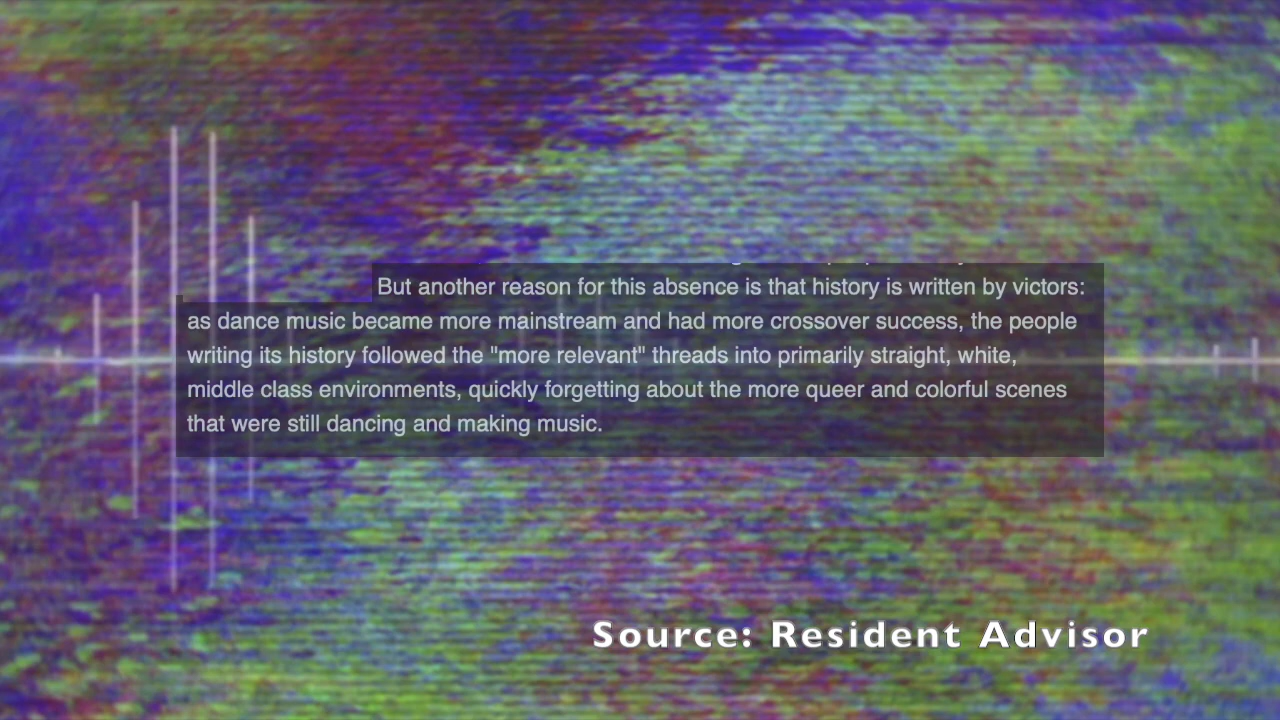 But another reason for this absence is that history is written by victors:
as dance music became more mainstream and had more crossover success, the people
writing its history followed the "more relevant" threads into primarily straight, white,
middle class environments, quickly forgetting about the more queer and colorful scenes
that were still dancing and making music.
Source: Resident Advisor